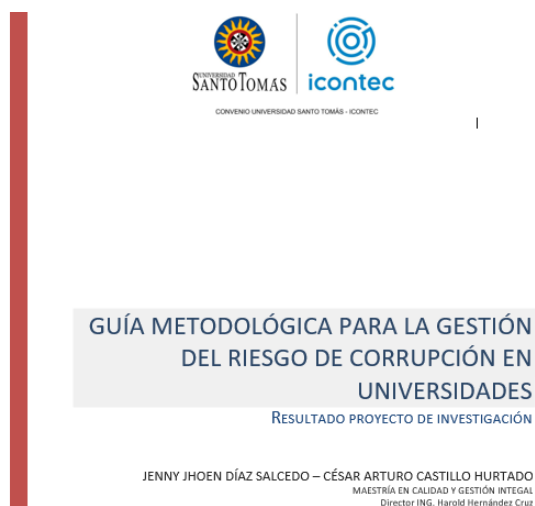 UNIVERSIDAD
SANTO TOMAS
icontec
CONVENIO UNIVERSIDAD SANTO TOMÁS - ICONTEC
GUÍA METODOLÓGICA PARA LA GESTIÓN
DEL RIESGO DE CORRUPCIÓN EN
UNIVERSIDADES
RESULTADO PROYECTO DE INVESTIGACIÓN
JENNY JHOEN DÍAZ SALCEDO – CÉSAR ARTURO CASTILLO HURTADO
MAESTRÍA EN CALIDAD Y GESTIÓN INTEGAL
Director ING. Harold Hernández Cruz